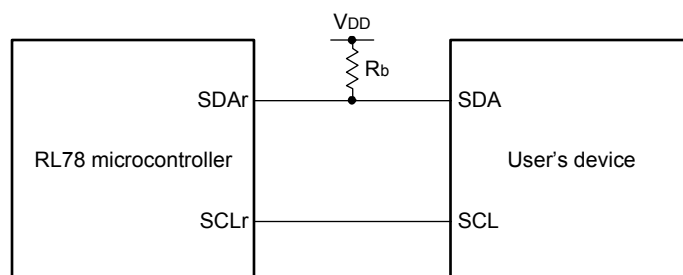 VDD
Rb
SDAr
SDA
RL78 microcontroller
User's device
SCLr
SCL